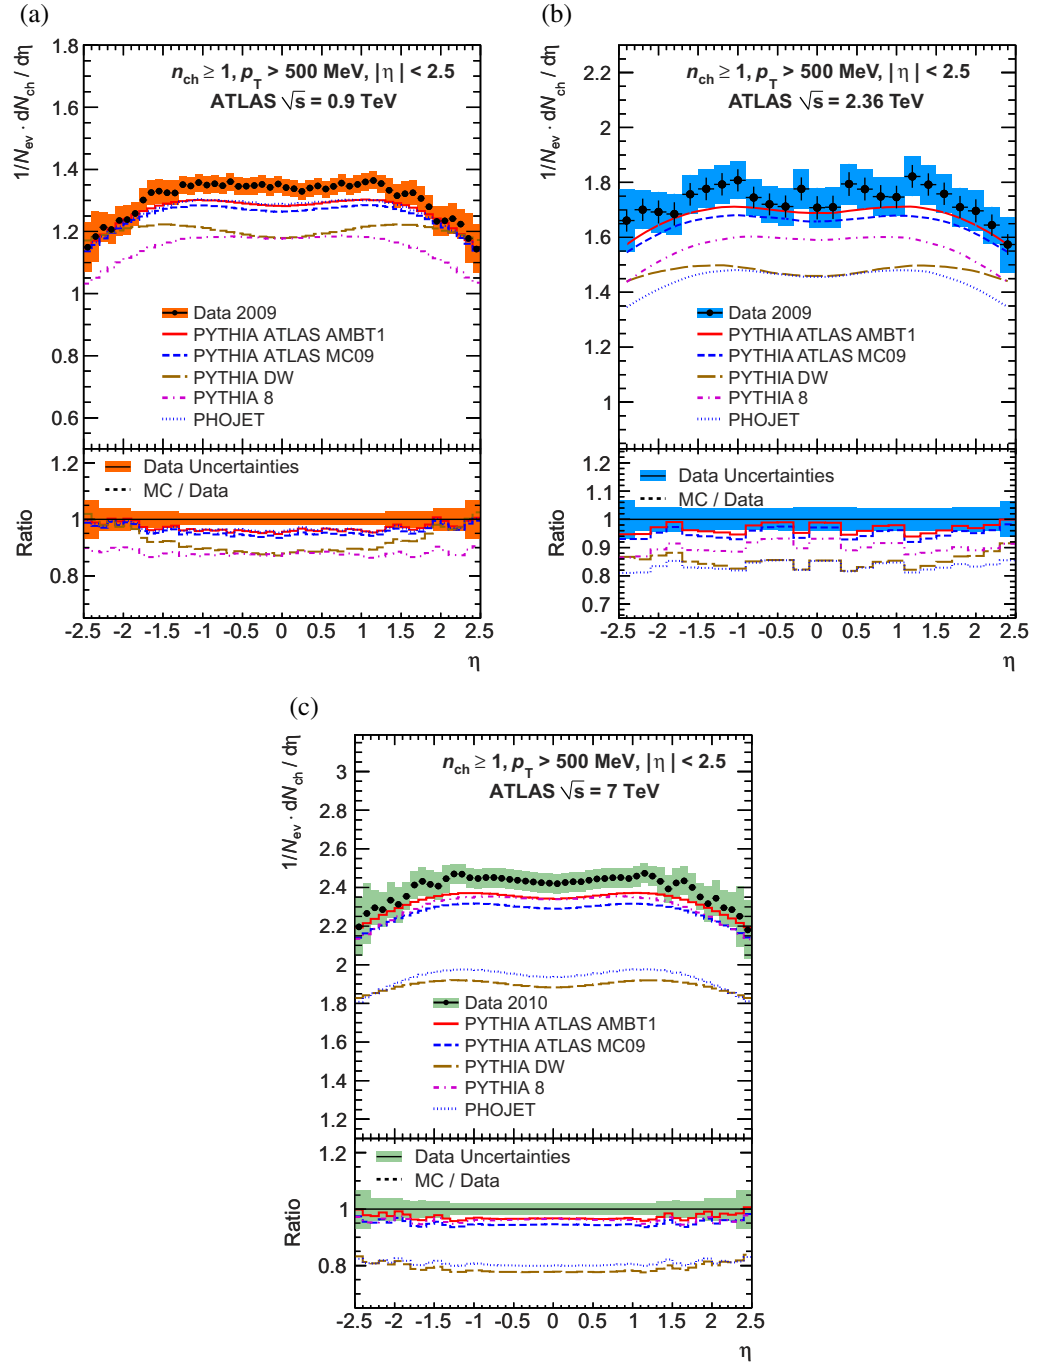 (a)
1/N_ev · dN_ch / dη
1.8
1.6
1.4
1.2
1
0.8
0.6
n_ch ≥ 1, p_T > 500 MeV, |η| < 2.5
ATLAS √s = 0.9 TeV
Data 2009
PYTHIA ATLAS AMBT1
PYTHIA ATLAS MC09
PYTHIA DW
PYTHIA 8
PHOJET
Ratio
1.2
1
0.8
Data Uncertainties
MC / Data
-2.5 -2 -1.5 -1 -0.5 0 0.5 1 1.5 2 2.5
η
(b)
1/N_ev · dN_ch / dη
2.2
2
1.8
1.6
1.4
1.2
1
n_ch ≥ 1, p_T > 500 MeV, |η| < 2.5
ATLAS √s = 2.36 TeV
Data 2009
PYTHIA ATLAS AMBT1
PYTHIA ATLAS MC09
PYTHIA DW
PYTHIA 8
PHOJET
Ratio
1.2
1.1
1
0.9
0.8
0.7
Data Uncertainties
MC / Data
-2.5 -2 -1.5 -1 -0.5 0 0.5 1 1.5 2 2.5
η
(c)
1/N_ev · dN_ch / dη
3
2.8
2.6
2.4
2.2
2
1.8
1.6
1.4
1.2
n_ch ≥ 1, p_T > 500 MeV, |η| < 2.5
ATLAS √s = 7 TeV
Data 2010
PYTHIA ATLAS AMBT1
PYTHIA ATLAS MC09
PYTHIA DW
PYTHIA 8
PHOJET
Ratio
1.2
1
0.8
Data Uncertainties
MC / Data
-2.5 -2 -1.5 -1 -0.5 0 0.5 1 1.5 2 2.5
η